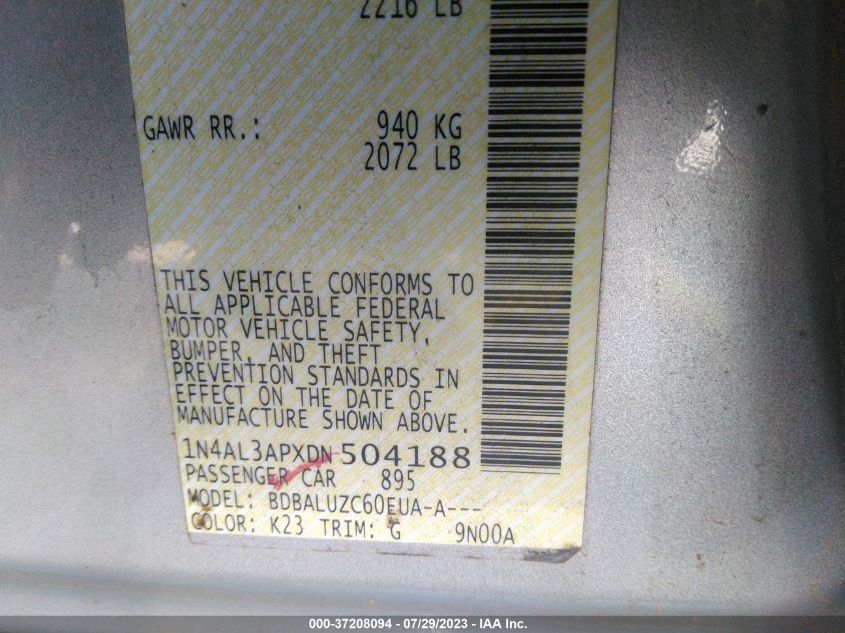 2216 LB
GAWR RR.: 940 KG
2072 LB
THIS VEHICLE CONFORMS TO
ALL APPLICABLE FEDERAL
MOTOR VEHICLE SAFETY,
BUMPER, AND THEFT
PREVENTION STANDARDS IN
EFFECT ON THE DATE OF
MANUFACTURE SHOWN ABOVE.
1N4AL3APXDN504188
PASSENGER CAR 895
MODEL: BDBALUZC60EUA-A---
COLOR: K23 TRIM: G 9N00A
000-37208094 - 07/29/2023 - IAA Inc.